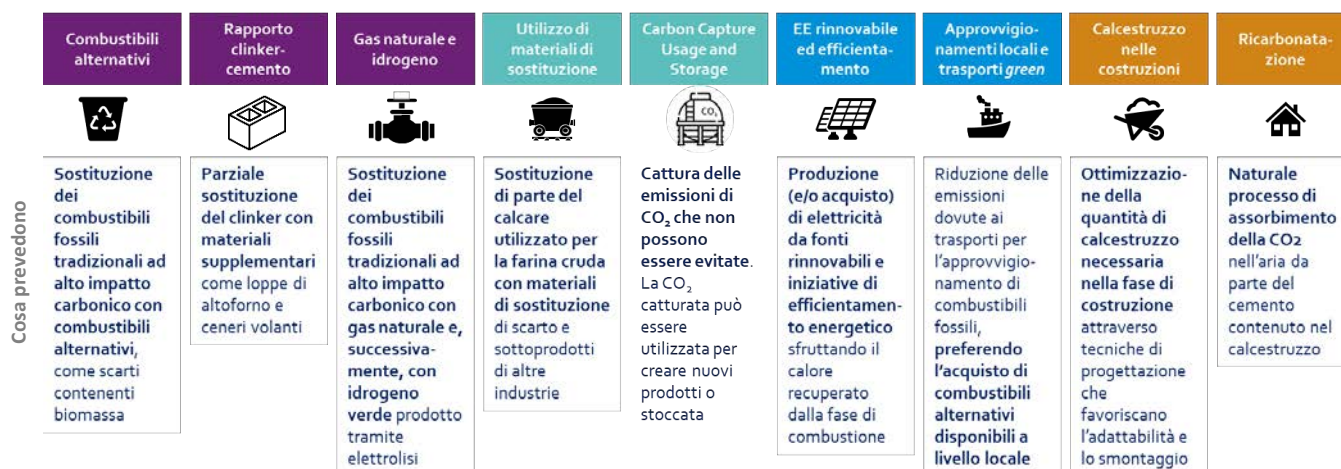 Combustibili
alternativi
Rapporto
clinker-
cemento
Gas naturale e
idrogeno
Utilizzo di
materiali di
sostituzione
Carbon Capture
Usage and
Storage
EE rinnovabile
ed efficienta-
mento
Approvvigio-
namenti locali e
trasporti green
Calcestruzzo
nelle
costruzioni
Ricarbonata-
zione
CO₂
Cosa prevedono
Sostituzione
dei
combustibili
fossili
tradizionali ad
alto impatto
carbonico con
combustibili
alternativi,
come scarti
contenenti
biomassa
Parziale
sostituzione
del clinker con
materiali
supplementari
come loppe di
altoforno e
ceneri volanti
Sostituzione
dei
combustibili
fossili
tradizionali ad
alto impatto
carbonico con
gas naturale e,
successiva-
mente, con
idrogeno
verde prodotto
tramite
elettrolisi
Sostituzione
di parte del
calcare
utilizzato per
la farina cruda
con materiali
di sostituzione
di scarto e
sottoprodotti
di altre
industrie
Cattura delle
emissioni di
CO₂ che non
possono
essere evitate.
La CO₂
catturata può
essere
utilizzata per
creare nuovi
prodotti o
stoccata
Produzione
(e/o acquisto)
di elettricità
da fonti
rinnovabili e
iniziative di
efficientamen-
to energetico
sfruttando il
calore
recuperato
dalla fase di
combustione
Riduzione delle
emissioni
dovute ai
trasporti per
l'approvvigio-
namento di
combustibili
fossili,
preferendo
l'acquisto di
combustibili
alternativi
disponibili a
livello locale
Ottimizzazio-
ne della
quantità di
calcestruzzo
necessaria
nella fase di
costruzione
attraverso
tecniche di
progettazione
che
favoriscano
l'adattabilità e
lo smontaggio
Naturale
processo di
assorbimento
della CO2
nell'aria da
parte del
cemento
contenuto nel
calcestruzzo